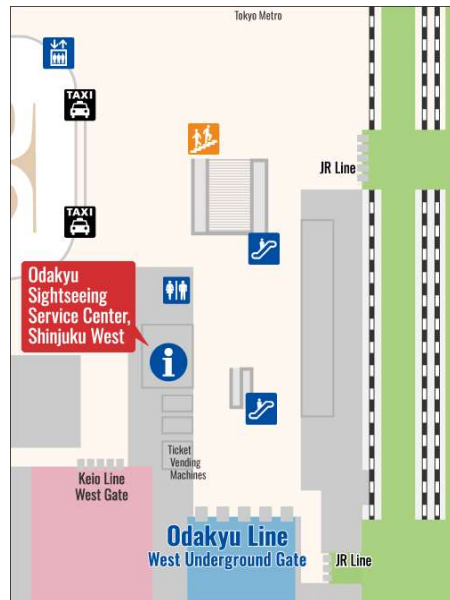 Tokyo Metro
TAXI
JR Line
TAXI
Odakyu
Sightseeing
Service Center,
Shinjuku West
i
Ticket
Vending
Machines
Keio Line
West Gate
Odakyu Line
West Underground Gate
JR Line